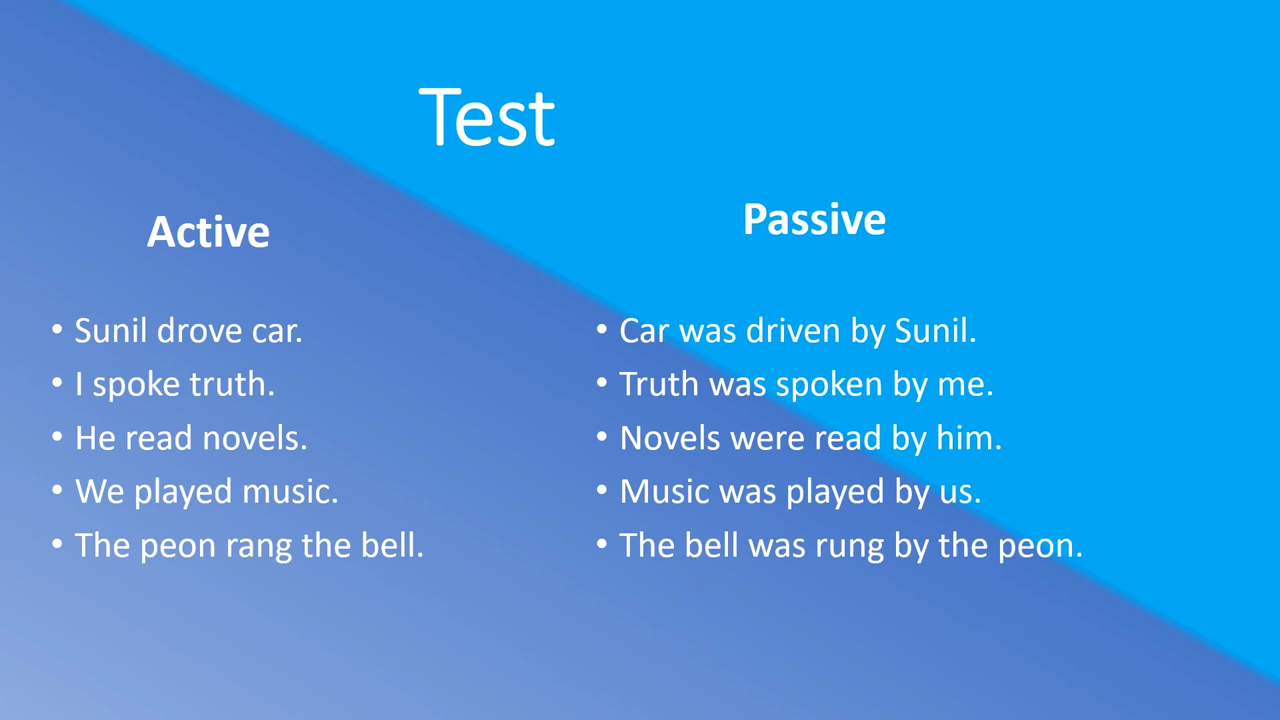 Test
Active
Sunil drove car.
I spoke truth.
He read novels.
We played music.
The peon rang the bell.
Passive
Car was driven by Sunil.
Truth was spoken by me.
Novels were read by him.
Music was played by us.
The bell was rung by the peon.